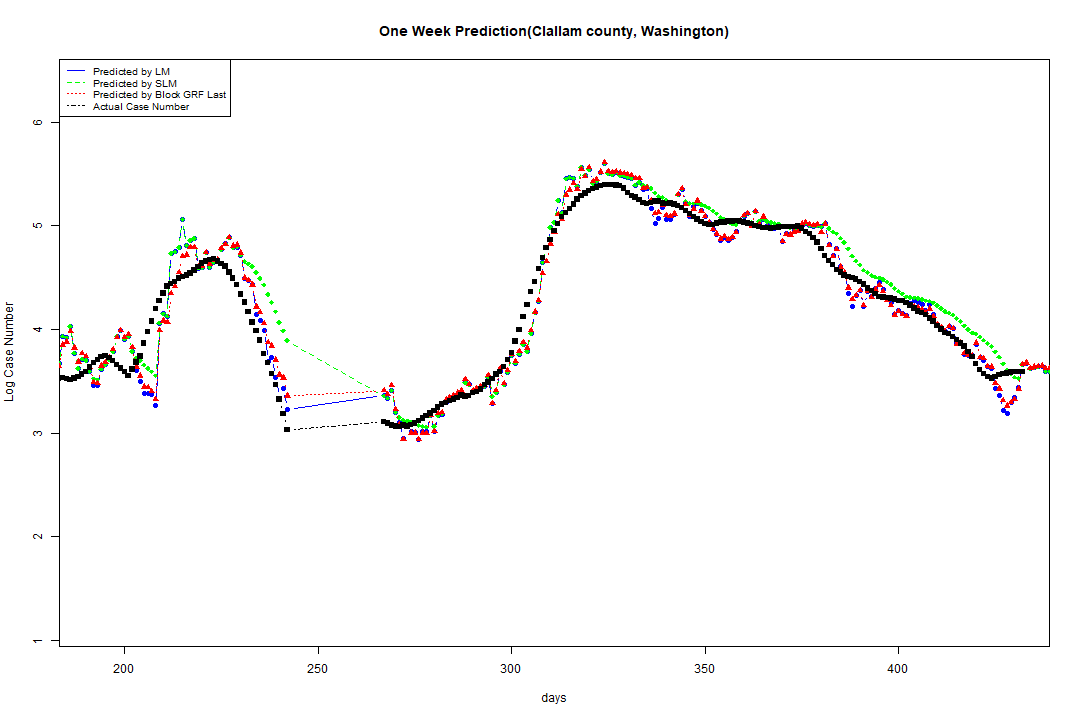 One Week Prediction(Clallam county, Washington)
Predicted by LM
Predicted by SLM
Predicted by Block GRF Last
Actual Case Number
Log Case Number
6
5
4
3
2
1
200 250 300 350 400
days